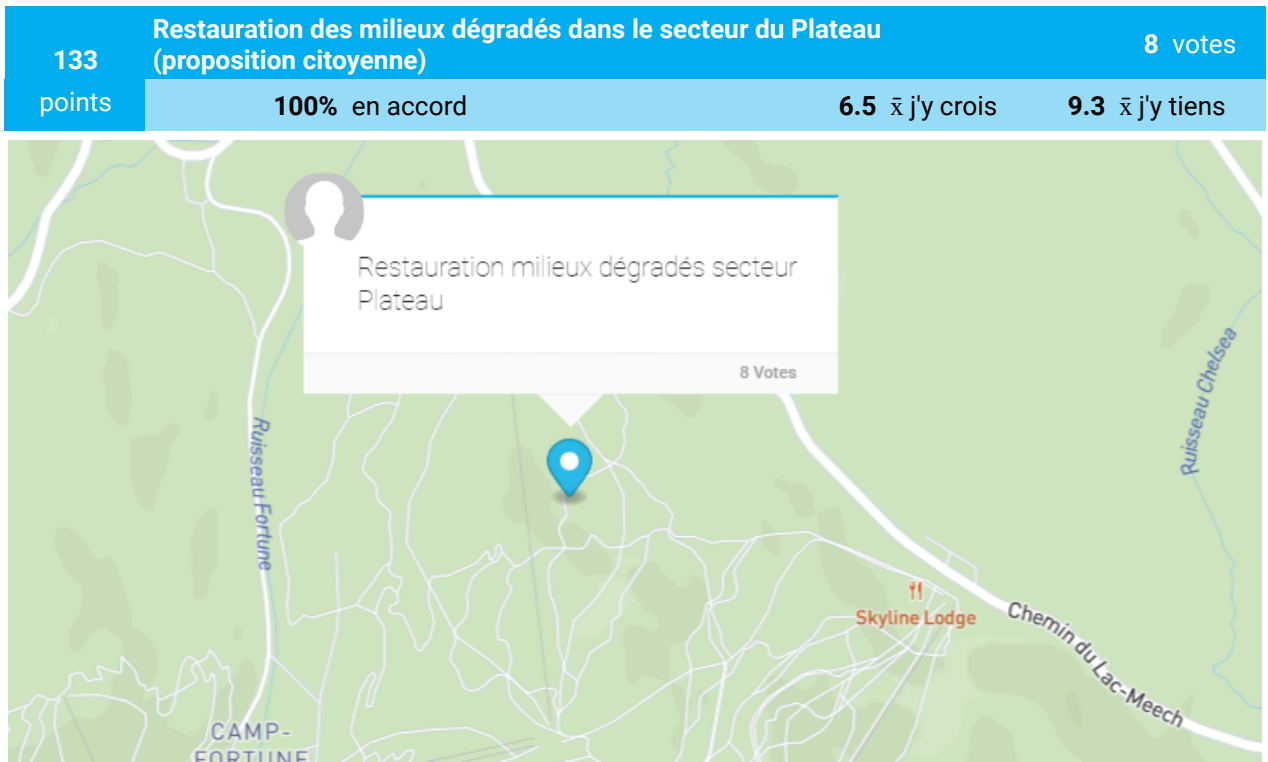 Restauration des milieux dégradés dans le secteur du Plateau
(proposition citoyenne)
133
points
8 votes
100% en accord
6.5 x̄ j'y crois
9.3 x̄ j'y tiens
Restauration milieux dégradés secteur
Plateau
8 Votes
Ruisseau Chelsea
Ruisseau Fortune
Skyline Lodge
Chemin du Lac-Meech
CAMP-
FORTUNE